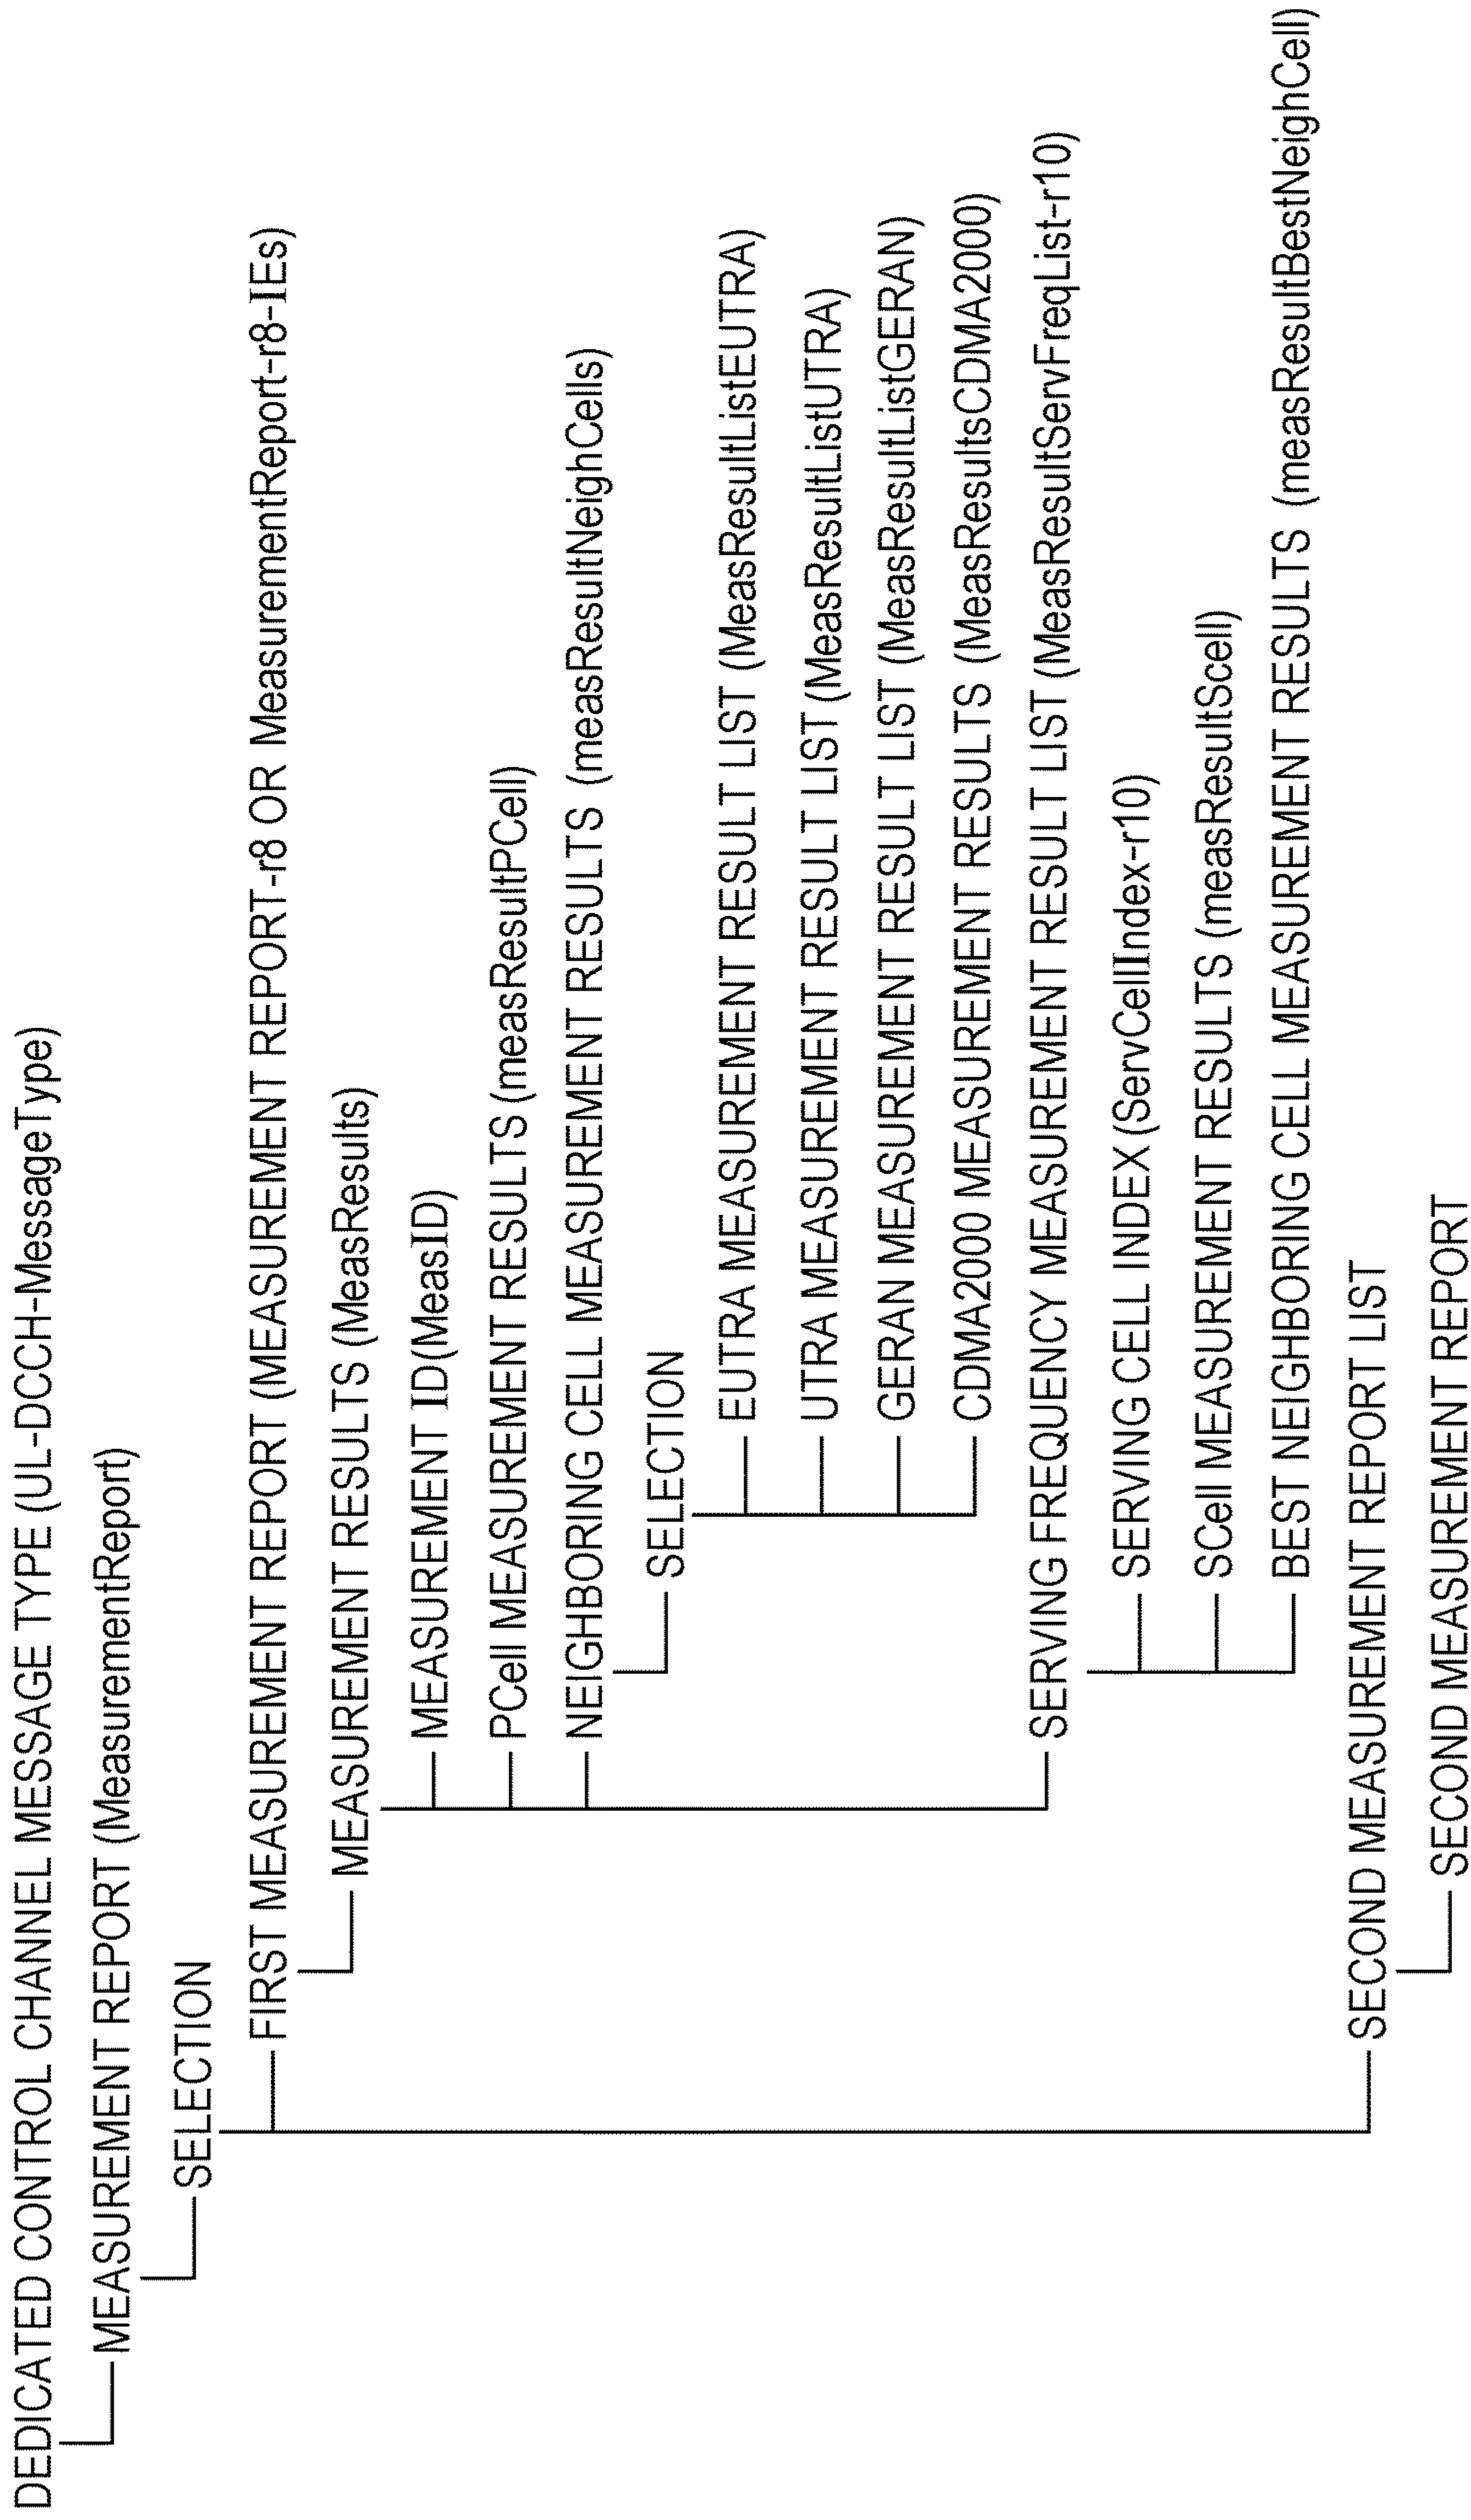 DEDICATED CONTROL CHANNEL MESSAGE TYPE (UL-DCCH-MessageType)
MEASUREMENT REPORT (MeasurementReport)
SELECTION
FIRST MEASUREMENT REPORT (MEASUREMENT REPORT-r8 OR MeasurementReport-r8-IEs)
MEASUREMENT RESULTS (MeasResults)
MEASUREMENT ID(MeasID)
PCell MEASUREMENT RESULTS (measResultPCell)
NEIGHBORING CELL MEASUREMENT RESULTS (measResultNeighCells)
SELECTION
EUTRA MEASUREMENT RESULT LIST (MeasResultListEUTRA)
UTRA MEASUREMENT RESULT LIST (MeasResultListUTRA)
GERAN MEASUREMENT RESULT LIST (MeasResultListGERAN)
CDMA2000 MEASUREMENT RESULTS (MeasResultsCDMA2000)
SERVING FREQUENCY MEASUREMENT RESULT LIST (MeasResultServFreqList-r10)
SERVING CELL INDEX (ServCellIndex-r10)
SCell MEASUREMENT RESULTS (measResultScell)
BEST NEIGHBORING CELL MEASUREMENT RESULTS (measResultBestNeighCell)
SECOND MEASUREMENT REPORT LIST
SECOND MEASUREMENT REPORT